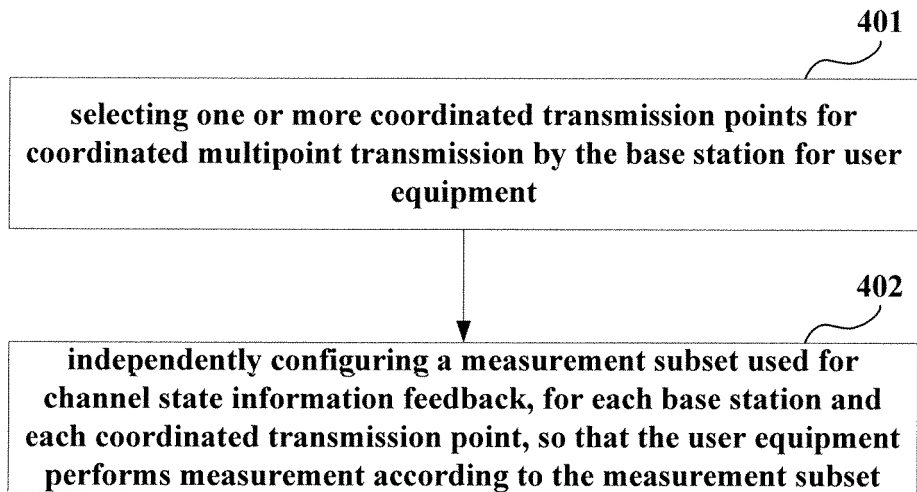 401
selecting one or more coordinated transmission points for
coordinated multipoint transmission by the base station for user
equipment
402
independently configuring a measurement subset used for
channel state information feedback, for each base station and
each coordinated transmission point, so that the user equipment
performs measurement according to the measurement subset